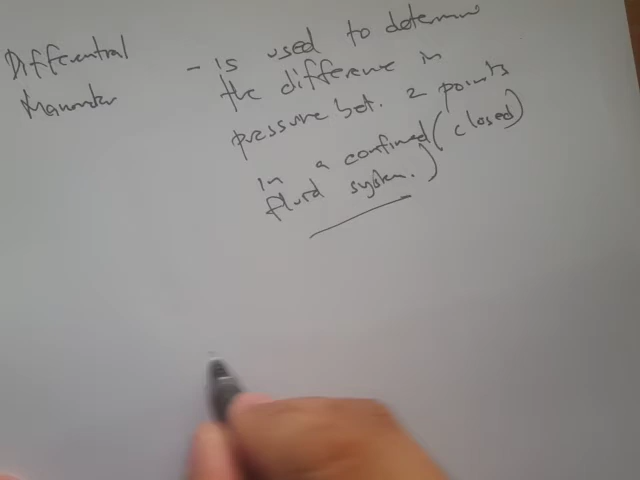 Differential
Manometer
- is used to determine
the difference in
pressure bet. 2 points
in a confined (closed)
fluid system.)